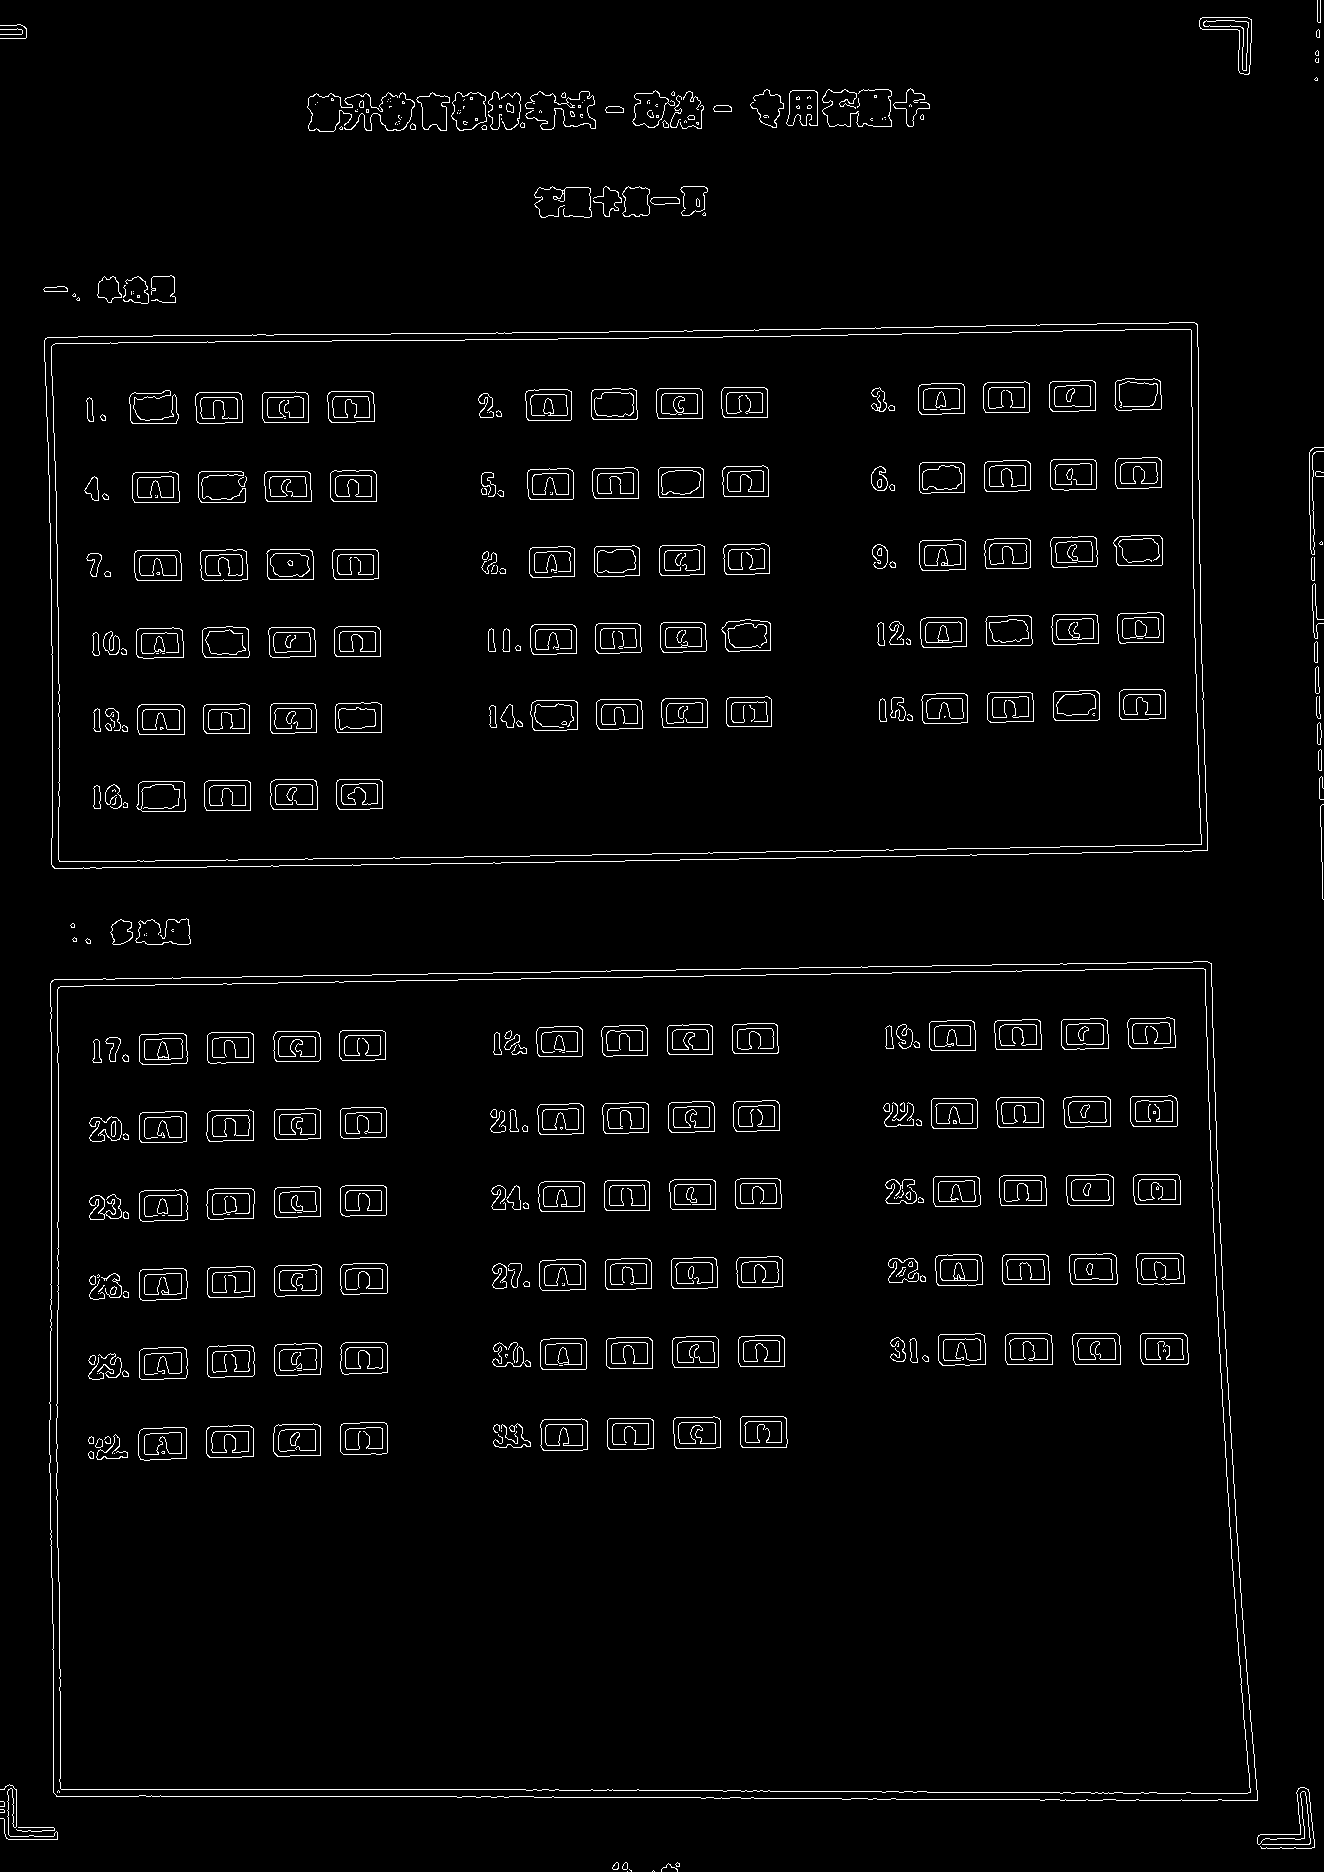 教育模拟考试-政治- 专用答题卡
答题卡第一页
一、单选题
1. A B C D 2. A B C D 3. A B C D
4. A B C D 5. A B C D 6. A B C D
7. A B C D 8. A B C D 9. A B C D
10. A B C D 11. A B C D 12. A B C D
13. A B C D 14. A B C D 15. A B C D
16. A B C D
二、多选题
17. A B C D 18. A B C D 19. A B C D
20. A B C D 21. A B C D 22. A B C D
23. A B C D 24. A B C D 25. A B C D
26. A B C D 27. A B C D 28. A B C D
29. A B C D 30. A B C D 31. A B C D
32. A B C D 33. A B C D